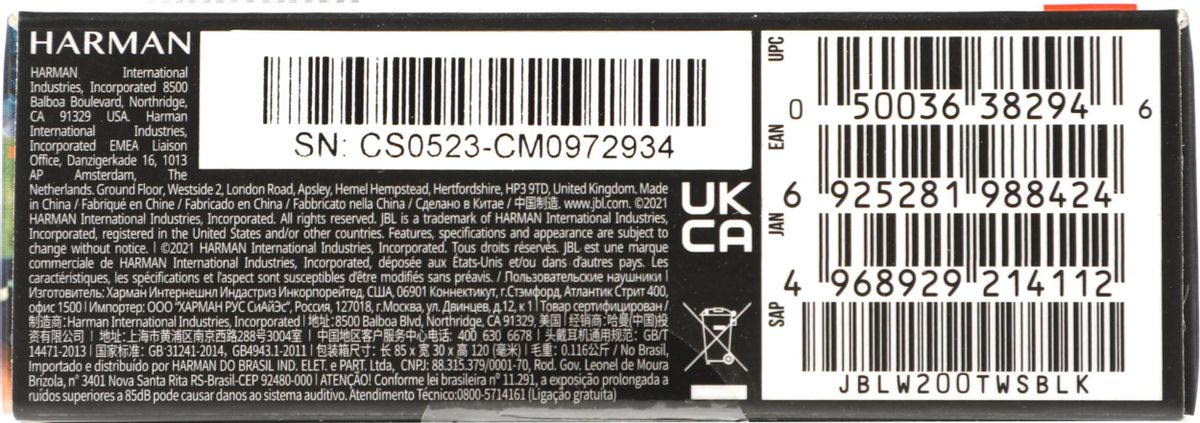 HARMAN
HARMAN International
Industries, Incorporated 8500
Balboa Boulevard, Northridge,
CA 91329 USA. Harman
International Industries,
Incorporated EMEA Liaison
Office, Danzigerkade 16, 1013
AP Amsterdam, The
Netherlands. Ground Floor, Westside 2, London Road, Apsley, Hemel Hempstead, Hertfordshire, HP3 9TD, United Kingdom. Made
in China / Fabriqué en Chine / Fabricado en China / Fabbricato nella China / Сделано в Китае / 中国制造. www.jbl.com. ©2021
HARMAN International Industries, Incorporated. All rights reserved. JBL is a trademark of HARMAN International Industries,
Incorporated, registered in the United States and/or other countries. Features, specifications and appearance are subject to
change without notice. | ©2021 HARMAN International Industries, Incorporated. Tous droits réservés. JBL est une marque
commerciale de HARMAN International Industries, Incorporated, déposée aux États-Unis et/ou dans d'autres pays. Les
caractéristiques, les spécifications et l'aspect sont susceptibles d'être modifiés sans préavis. / Пользовательские наушники |
Изготовитель: Харман Интернешнл Индастриз Инкорпорейтед, США, 06901 Коннектикут, г.Стэмфорд, Атлантик Стрит 400,
офис 1500 | Импортер: ООО "ХАРМАН РУС СиАйЭс", Россия, 127018, г.Москва, ул. Двинцев, д.12, к 1 | Товар сертифицирован /
制造商: Harman International Industries, Incorporated | 地址: 8500 Balboa Blvd, Northridge, CA 91329, 美国 | 经销商: 哈曼(中国)投
资有限公司 | 地址: 上海市黄浦区南京西路288号3004室 | 中国地区客户服务中心电话: 400 630 6678 | 头戴耳机通用规范: GB/T
14471-2013 | 国家标准: GB 31241-2014, GB4943.1-2011 | 包装箱尺寸: 长 85 x 宽 30 x 高 120 (毫米) | 毛重: 0.116公斤 / No Brasil,
Importado e distribuído por HARMAN DO BRASIL IND. ELET. e PART. Ltda, CNPJ: 88.315.379/0001-70, Rod. Gov. Leonel de Moura
Brizola, n° 3401 Nova Santa Rita RS-Brasil-CEP 92480-000 | ATENÇÃO! Conforme lei brasileira n° 11.291, a exposição prolongada a
ruídos superiores a 85dB pode causar danos ao sistema auditivo. Atendimento Técnico:0800-5714161 (Ligação gratuita)
SN: CS0523-CM0972934
UK
CA
UPC
0 50036 38294 6
EAN
6 925281 988424
JAN
4 968929 214112
SAP
JBLW200TWSBLK